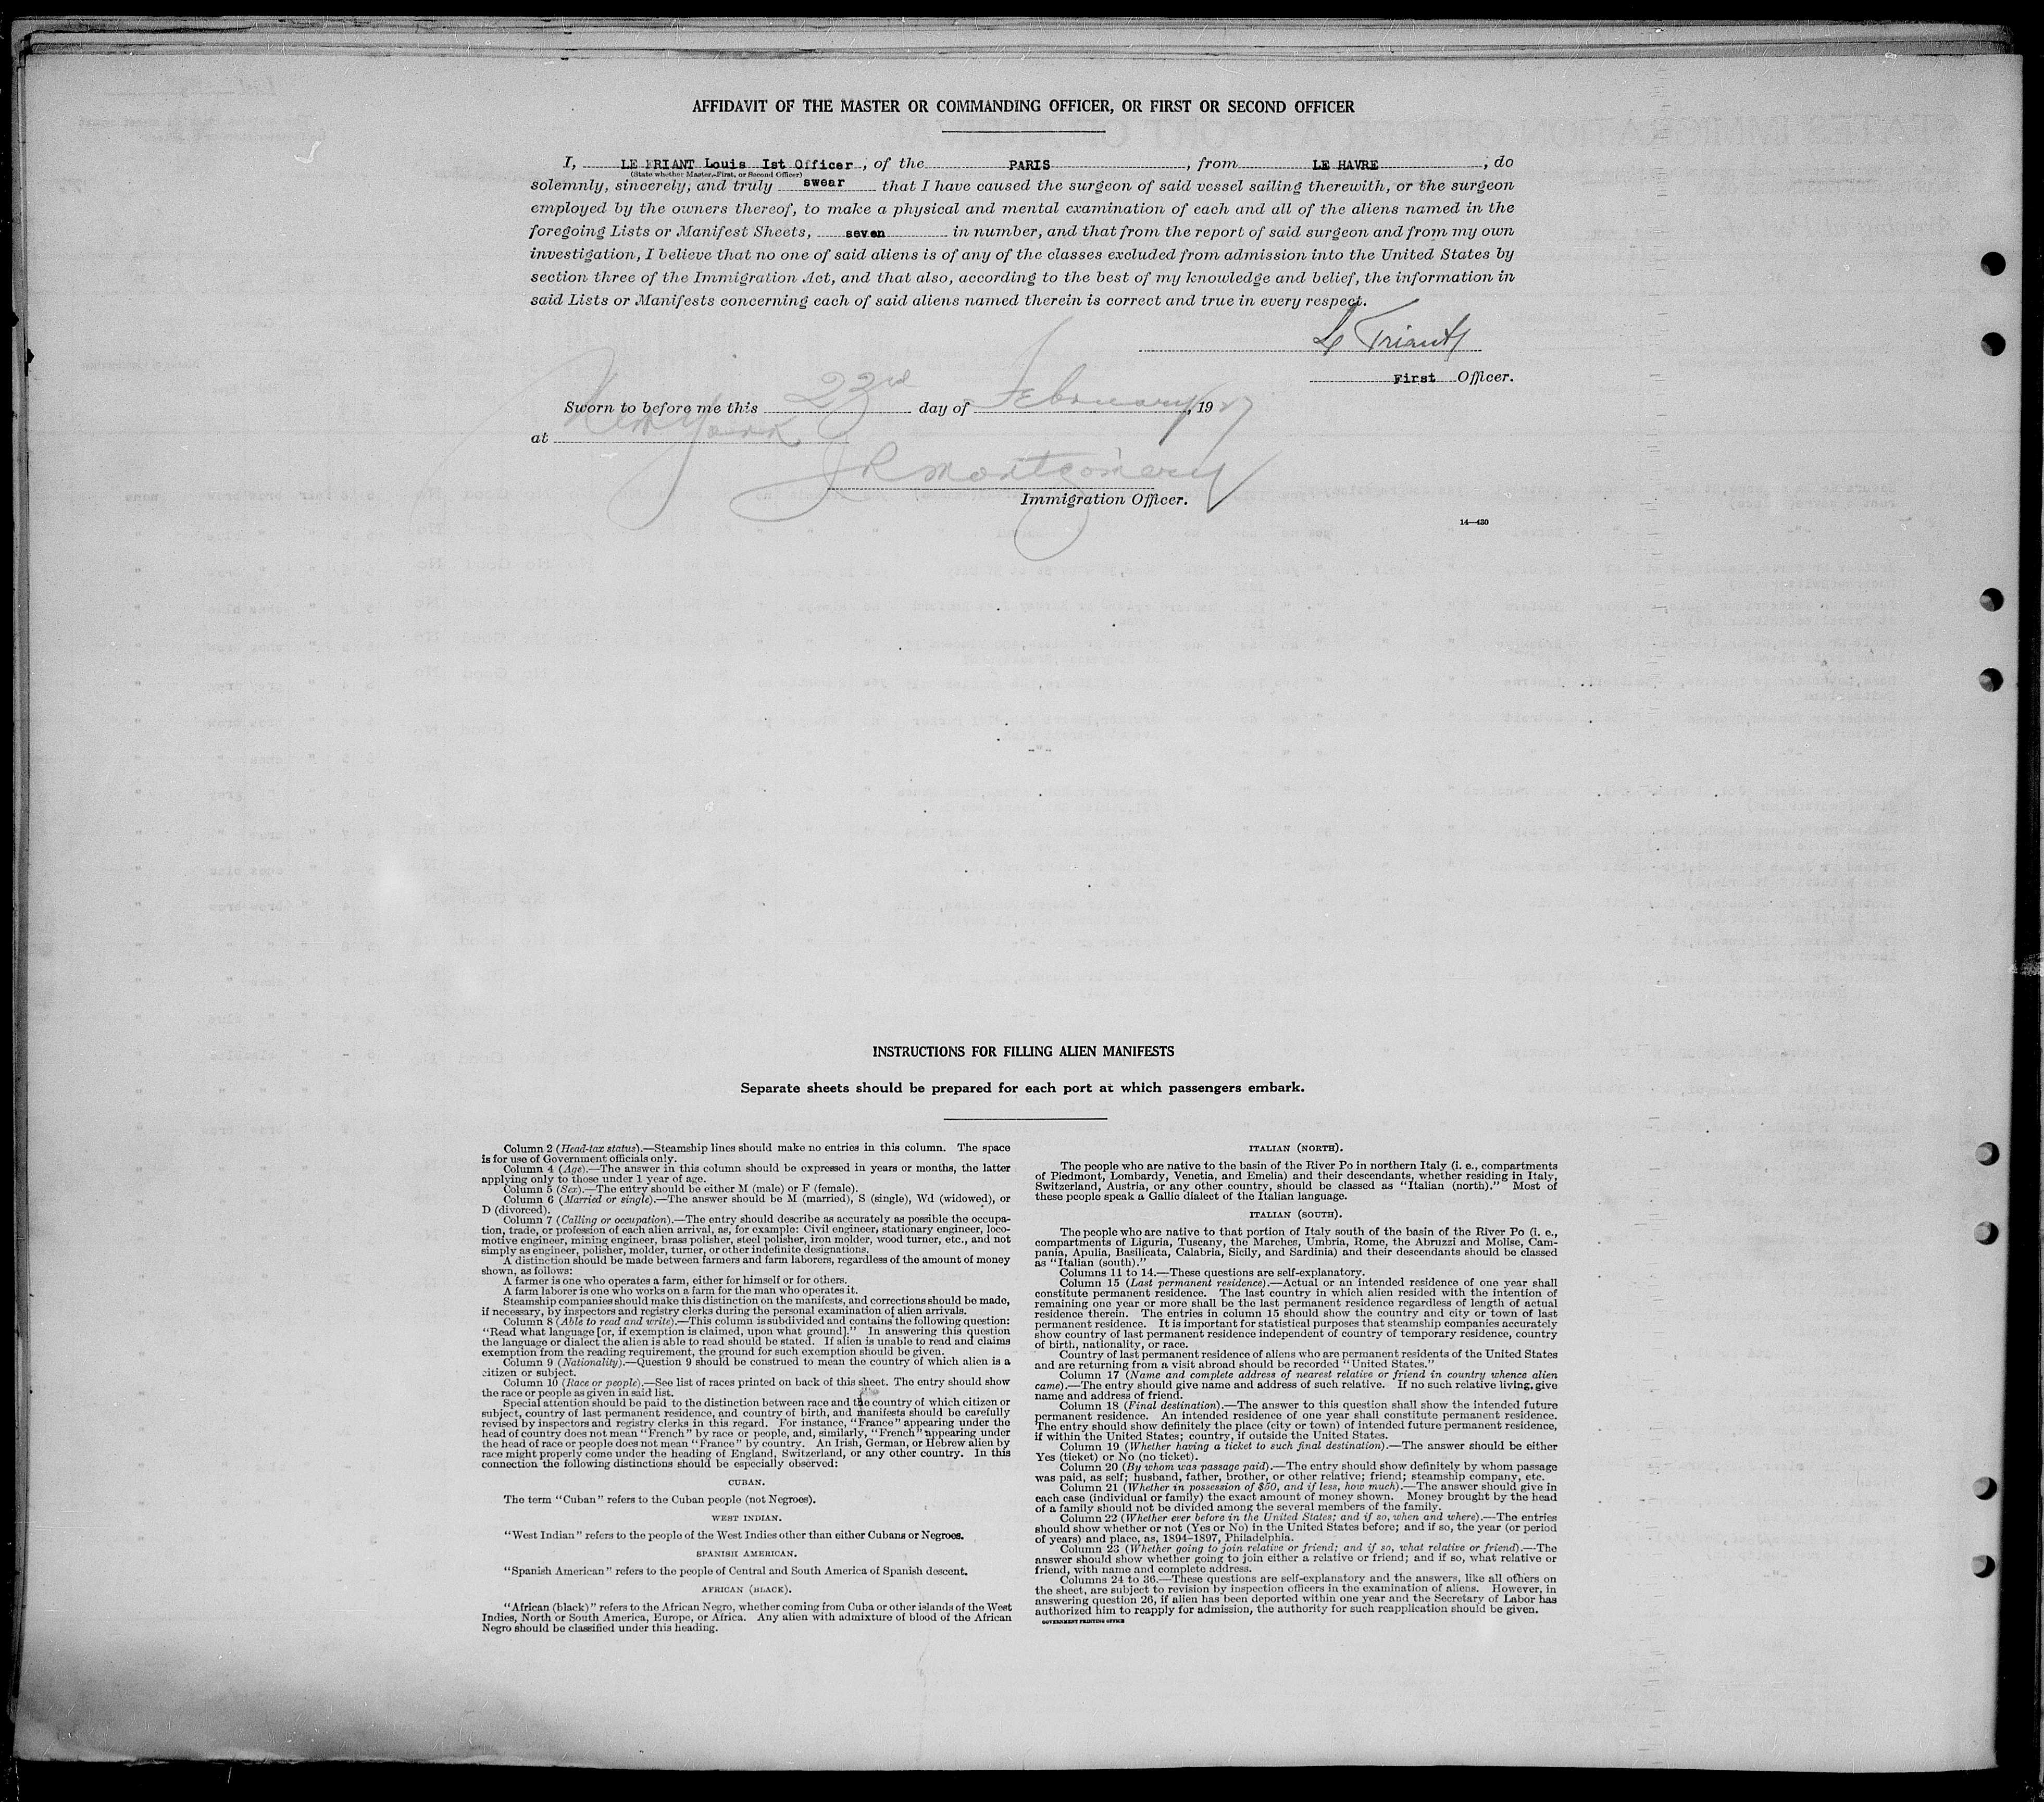 AFFIDAVIT OF THE MASTER OR COMMANDING OFFICER, OR FIRST OR SECOND OFFICER
I, LE FRIANT Louis Ist Officer, of the PARIS, from LE HAVRE, do
(State whether Master, First, or Second Officer)
solemnly, sincerely, and truly swear that I have caused the surgeon of said vessel sailing therewith, or the surgeon
employed by the owners thereof, to make a physical and mental examination of each and all of the aliens named in the
foregoing Lists or Manifest Sheets, seven in number, and that from the report of said surgeon and from my own
investigation, I believe that no one of said aliens is of any of the classes excluded from admission into the United States by
section three of the Immigration Act, and that also, according to the best of my knowledge and belief, the information in
said Lists or Manifests concerning each of said aliens named therein is correct and true in every respect.
First Officer.
Sworn to before me this 23rd day of February, 1927
at New York
J R Montgomery
Immigration Officer.
14—430
INSTRUCTIONS FOR FILLING ALIEN MANIFESTS
Separate sheets should be prepared for each port at which passengers embark.
Column 2 (Head-tax status).—Steamship lines should make no entries in this column. The space
is for use of Government officials only.
Column 4 (Age).—The answer in this column should be expressed in years or months, the latter
applying only to those under 1 year of age.
Column 5 (Sex).—The entry should be either M (male) or F (female).
Column 6 (Married or single).—The answer should be M (married), S (single), Wd (widowed), or
D (divorced).
Column 7 (Calling or occupation).—The entry should describe as accurately as possible the occupa-
tion, trade, or profession of each alien arrival, as, for example: Civil engineer, stationary engineer, loco-
motive engineer, mining engineer, brass polisher, steel polisher, iron molder, wood turner, etc., and not
simply as engineer, polisher, molder, turner, or other indefinite designations.
A distinction should be made between farmers and farm laborers, regardless of the amount of money
shown, as follows:
A farmer is one who operates a farm, either for himself or for others.
A farm laborer is one who works on a farm for the man who operates it.
Steamship companies should make this distinction on the manifests, and corrections should be made,
if necessary, by inspectors and registry clerks during the personal examination of alien arrivals.
Column 8 (Able to read and write).—This column is subdivided and contains the following question:
"Read what language [or, if exemption is claimed, upon what ground]." In answering this question
the language or dialect the alien is able to read should be stated. If alien is unable to read and claims
exemption from the reading requirement, the ground for such exemption should be given.
Column 9 (Nationality).—Question 9 should be construed to mean the country of which alien is a
citizen or subject.
Column 10 (Race or people).—See list of races printed on back of this sheet. The entry should show
the race or people as given in said list.
Special attention should be paid to the distinction between race and the country of which citizen or
subject, country of last permanent residence, and country of birth, and manifests should be carefully
revised by inspectors and registry clerks in this regard. For instance, "France" appearing under the
head of country does not mean "French" by race or people, and, similarly, "French" appearing under
the head of race or people does not mean "France" by country. An Irish, German, or Hebrew alien by
race might properly come under the heading of England, Switzerland, or any other country. In this
connection the following distinctions should be especially observed:
CUBAN.
The term "Cuban" refers to the Cuban people (not Negroes).
WEST INDIAN.
"West Indian" refers to the people of the West Indies other than either Cubans or Negroes.
SPANISH AMERICAN.
"Spanish American" refers to the people of Central and South America of Spanish descent.
AFRICAN (BLACK).
"African (black)" refers to the African Negro, whether coming from Cuba or other islands of the West
Indies, North or South America, Europe, or Africa. Any alien with admixture of blood of the African
Negro should be classified under this heading.
ITALIAN (NORTH).
The people who are native to the basin of the River Po in northern Italy (i. e., compartments
of Piedmont, Lombardy, Venetia, and Emelia) and their descendants, whether residing in Italy,
Switzerland, Austria, or any other country, should be classed as "Italian (north)." Most of
these people speak a Gallic dialect of the Italian language.
ITALIAN (SOUTH).
The people who are native to that portion of Italy south of the basin of the River Po (i. e.,
compartments of Liguria, Tuscany, the Marches, Umbria, Rome, the Abruzzi and Molise, Cam-
pania, Apulia, Basilicata, Calabria, Sicily, and Sardinia) and their descendants should be classed
as "Italian (south)."
Columns 11 to 14.—These questions are self-explanatory.
Column 15 (Last permanent residence).—Actual or an intended residence of one year shall
constitute permanent residence. The last country in which alien resided with the intention of
remaining one year or more shall be the last permanent residence regardless of length of actual
residence therein. The entries in column 15 should show the country and city or town of last
permanent residence. It is important for statistical purposes that steamship companies accurately
show country of last permanent residence independent of country of temporary residence, country
of birth, nationality, or race.
Country of last permanent residence of aliens who are permanent residents of the United States
and are returning from a visit abroad should be recorded "United States."
Column 17 (Name and complete address of nearest relative or friend in country whence alien
came).—The entry should give name and address of such relative. If no such relative living, give
name and address of friend.
Column 18 (Final destination).—The answer to this question shall show the intended future
permanent residence. An intended residence of one year shall constitute permanent residence.
The entry should show definitely the place (city or town) of intended future permanent residence,
if within the United States; country, if outside the United States.
Column 19 (Whether having a ticket to such final destination).—The answer should be either
Yes (ticket) or No (no ticket).
Column 20 (By whom was passage paid).—The entry should show definitely by whom passage
was paid, as self; husband, father, brother, or other relative; friend; steamship company, etc.
Column 21 (Whether in possession of $50, and if less, how much).—The answer should give in
each case (individual or family) the exact amount of money shown. Money brought by the head
of a family should not be divided among the several members of the family.
Column 22 (Whether ever before in the United States; and if so, when and where).—The entries
should show whether or not (Yes or No) in the United States before; and if so, the year (or period
of years) and place, as, 1894-1897, Philadelphia.
Column 23 (Whether going to join relative or friend; and if so, what relative or friend).—The
answer should show whether going to join either a relative or friend; and if so, what relative or
friend, with name and complete address.
Columns 24 to 36.—These questions are self-explanatory and the answers, like all others on
the sheet, are subject to revision by inspection officers in the examination of aliens. However, in
answering question 26, if alien has been deported within one year and the Secretary of Labor has
authorized him to reapply for admission, the authority for such reapplication should be given.
GOVERNMENT PRINTING OFFICE